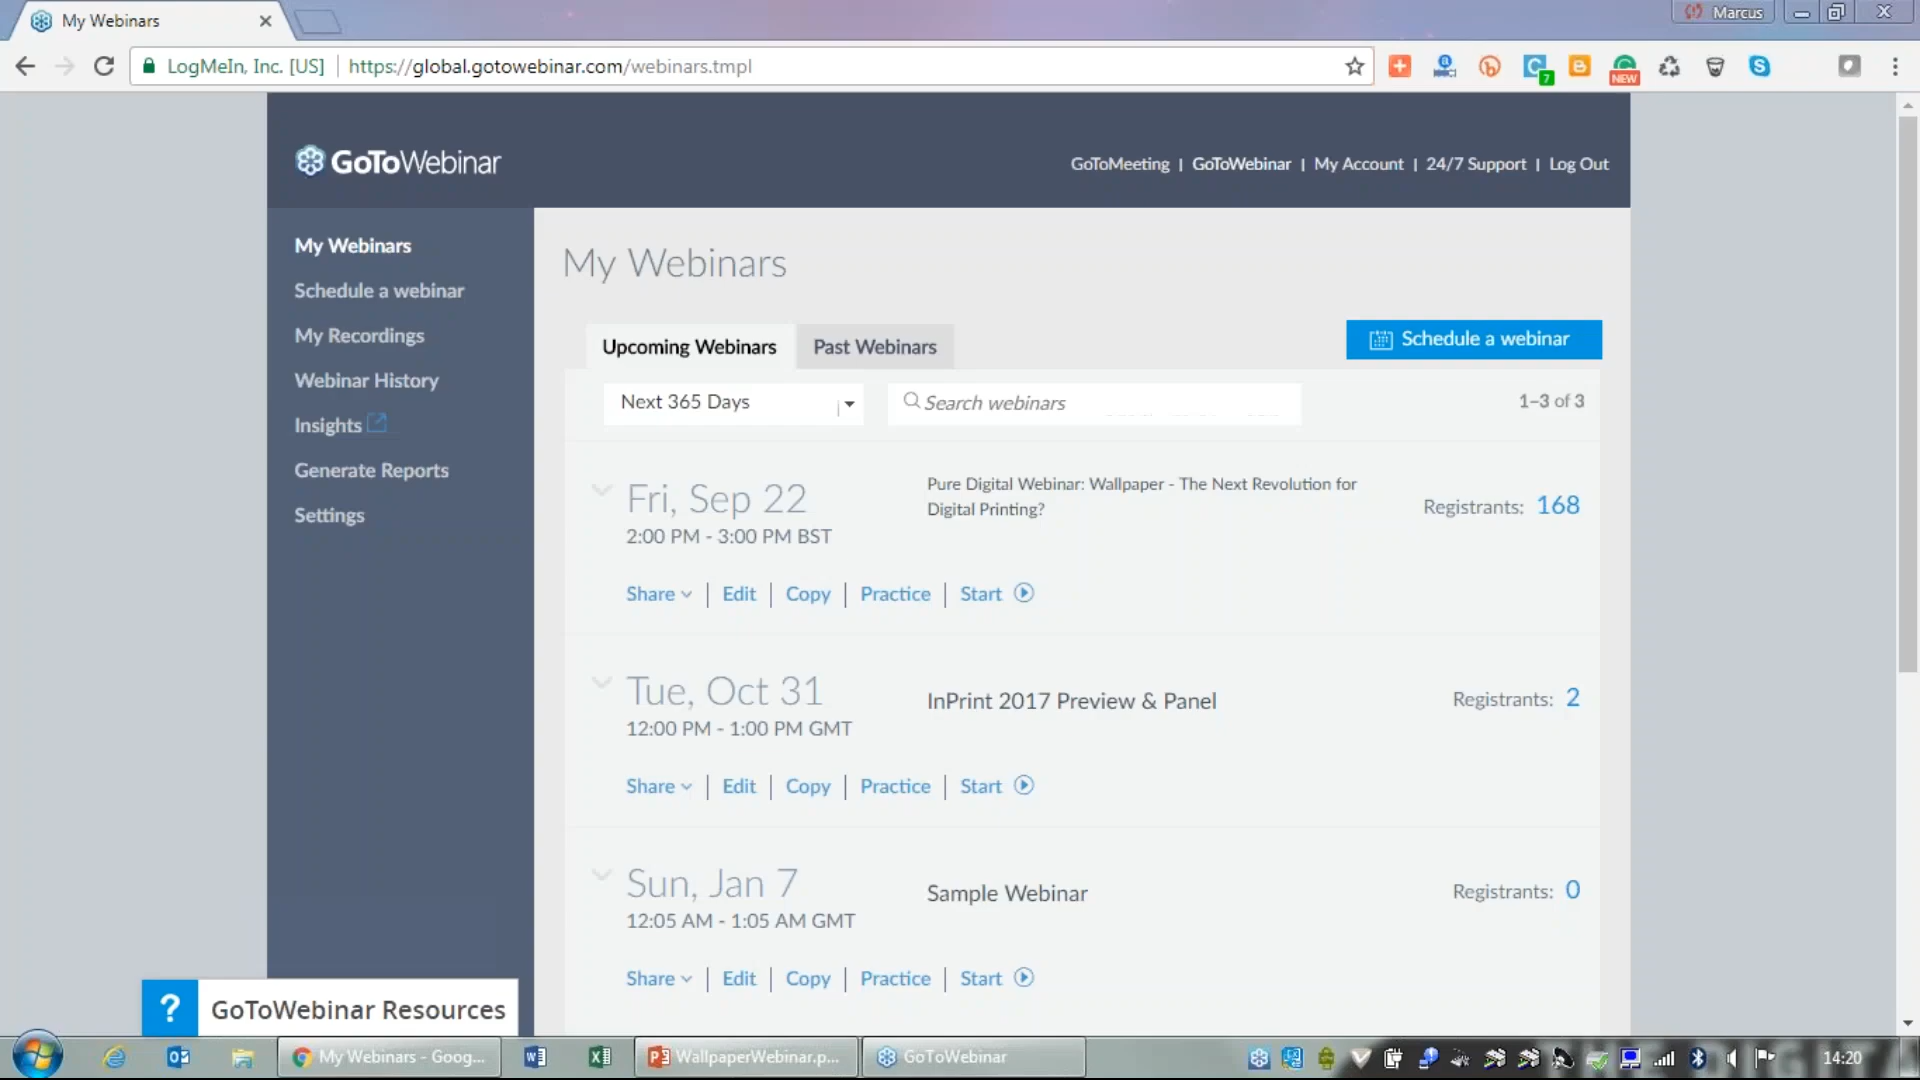 My Webinars
Marcus
LogMeIn, Inc. [US]
https://global.gotowebinar.com/webinars.tmpl
7
NEW
GoToWebinar
GoToMeeting | GoToWebinar | My Account | 24/7 Support | Log Out
My Webinars
Schedule a webinar
My Recordings
Webinar History
Insights
Generate Reports
Settings
My Webinars
Upcoming Webinars
Past Webinars
Schedule a webinar
Next 365 Days
Search webinars
1–3 of 3
Fri, Sep 22
2:00 PM - 3:00 PM BST
Pure Digital Webinar: Wallpaper - The Next Revolution for
Digital Printing?
Registrants: 168
Share | Edit | Copy | Practice | Start
Tue, Oct 31
12:00 PM - 1:00 PM GMT
InPrint 2017 Preview & Panel
Registrants: 2
Share | Edit | Copy | Practice | Start
Sun, Jan 7
12:05 AM - 1:05 AM GMT
Sample Webinar
Registrants: 0
Share | Edit | Copy | Practice | Start
? GoToWebinar Resources
My Webinars - Goog...
WallpaperWebinar.p...
GoToWebinar
14:20